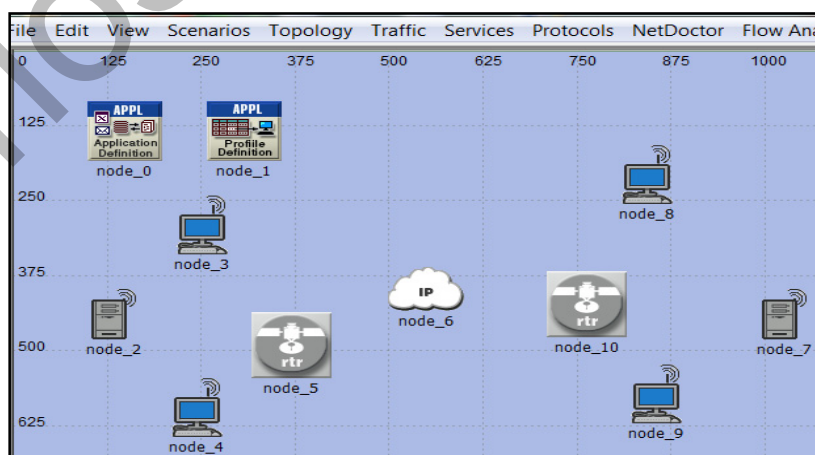 File Edit View Scenarios Topology Traffic Services Protocols NetDoctor Flow Ana
0 125 250 375 500 625 750 875 1000
125
250
375
500
625
APPL
Application
Definition
node_0
APPL
Profile
Definition
node_1
node_8
node_3
IP
node_6
rtr
node_10
node_2
node_7
rtr
node_5
node_4
node_9